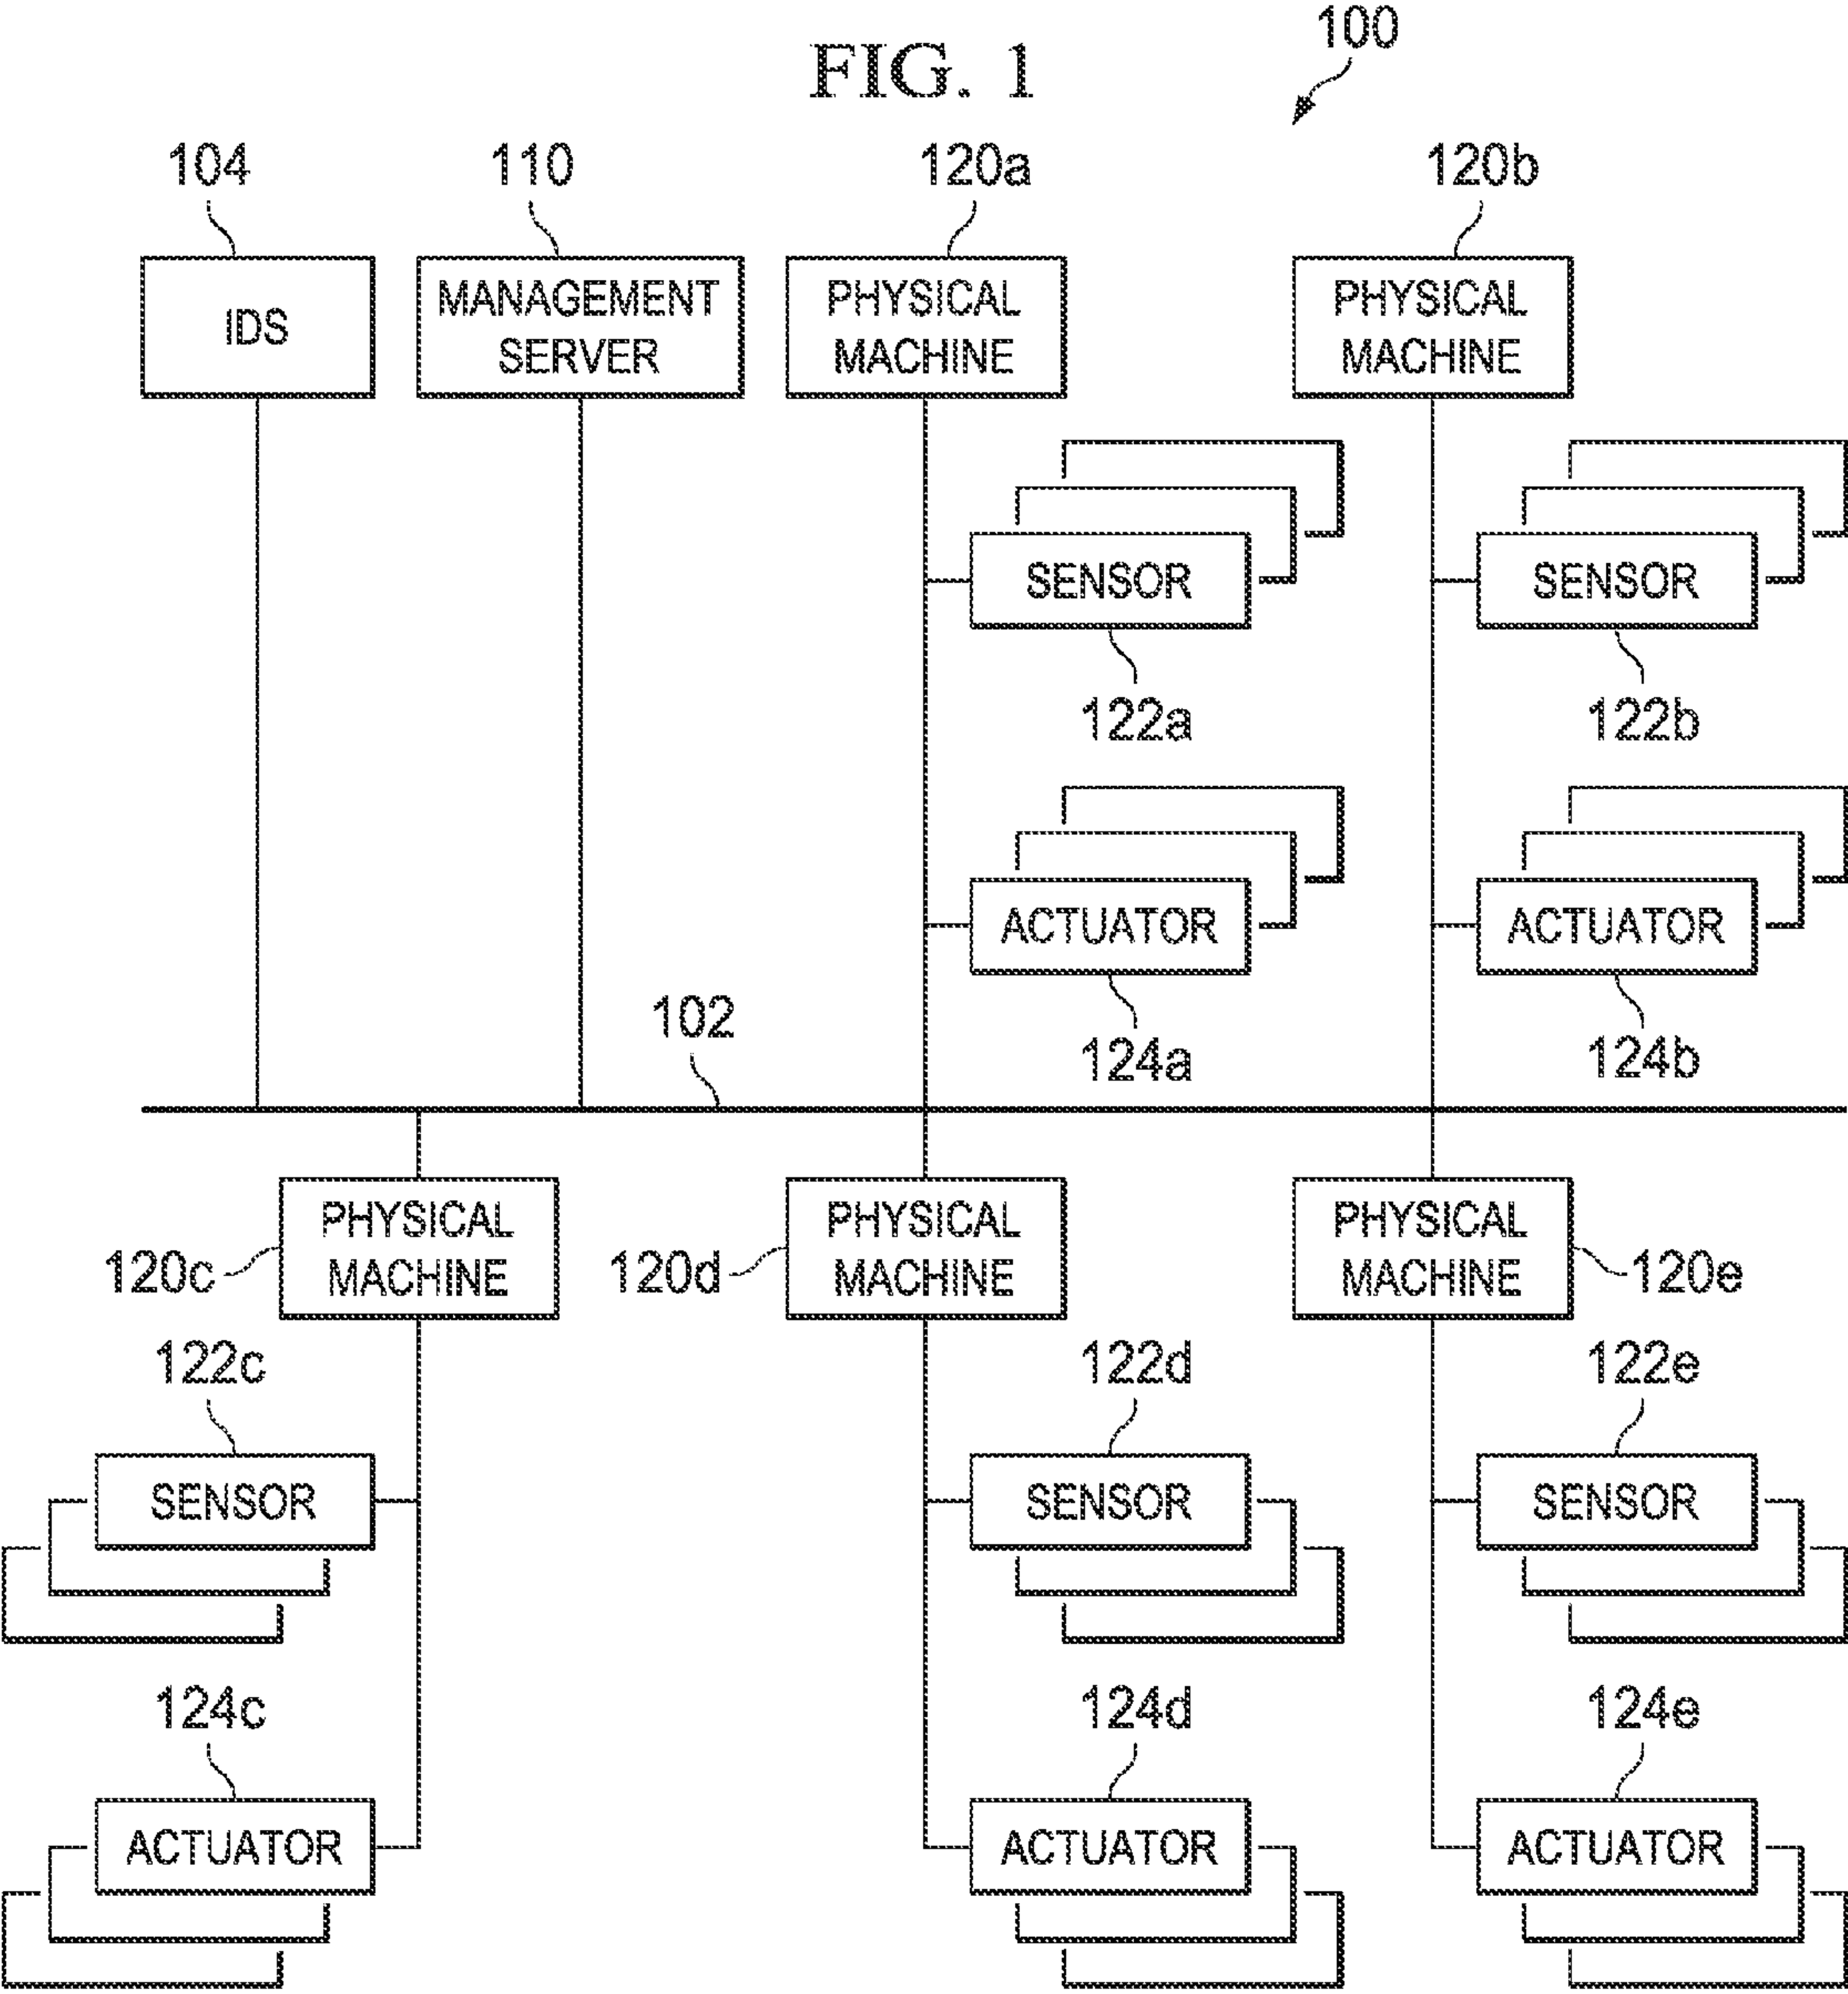 FIG. 1
100
104
110
120a
120b
IDS
MANAGEMENT
SERVER
PHYSICAL
MACHINE
PHYSICAL
MACHINE
SENSOR
SENSOR
122a
122b
ACTUATOR
ACTUATOR
124a
124b
102
PHYSICAL
MACHINE
PHYSICAL
MACHINE
PHYSICAL
MACHINE
120c
120d
120e
122c
122d
122e
SENSOR
SENSOR
SENSOR
124c
124d
124e
ACTUATOR
ACTUATOR
ACTUATOR